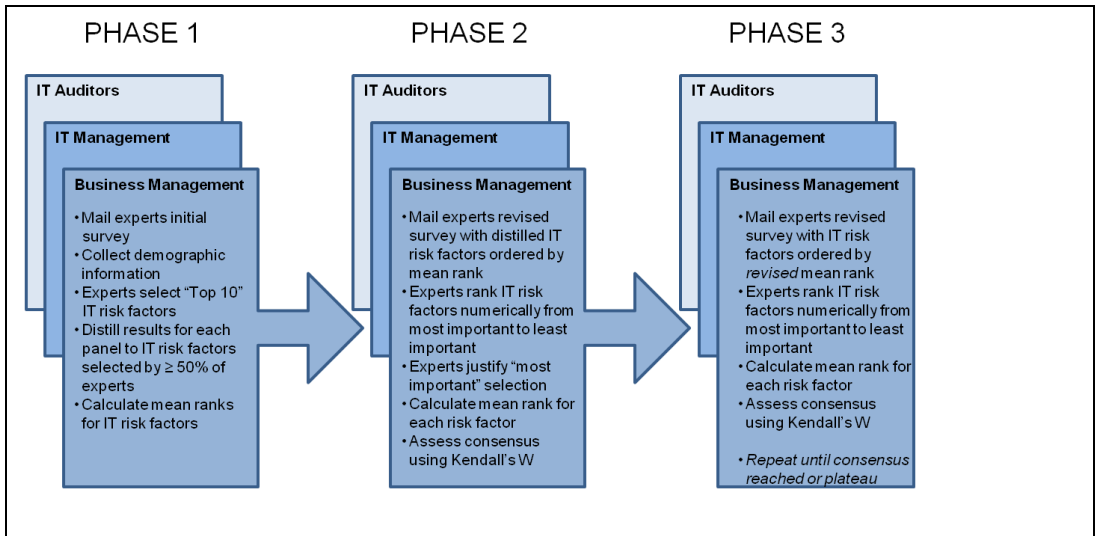 PHASE 1
PHASE 2
PHASE 3
IT Auditors
IT Management
Business Management
• Mail experts initial
survey
• Collect demographic
information
• Experts select “Top 10”
IT risk factors
• Distill results for each
panel to IT risk factors
selected by ≥ 50% of
experts
• Calculate mean ranks
for IT risk factors
IT Auditors
IT Management
Business Management
• Mail experts revised
survey with distilled IT
risk factors ordered by
mean rank
• Experts rank IT risk
factors numerically from
most important to least
important
• Experts justify “most
important” selection
• Calculate mean rank for
each risk factor
• Assess consensus
using Kendall’s W
IT Auditors
IT Management
Business Management
• Mail experts revised
survey with IT risk
factors ordered by
revised mean rank
• Experts rank IT risk
factors numerically from
most important to least
important
• Calculate mean rank for
each risk factor
• Assess consensus
using Kendall’s W
• Repeat until consensus
reached or plateau